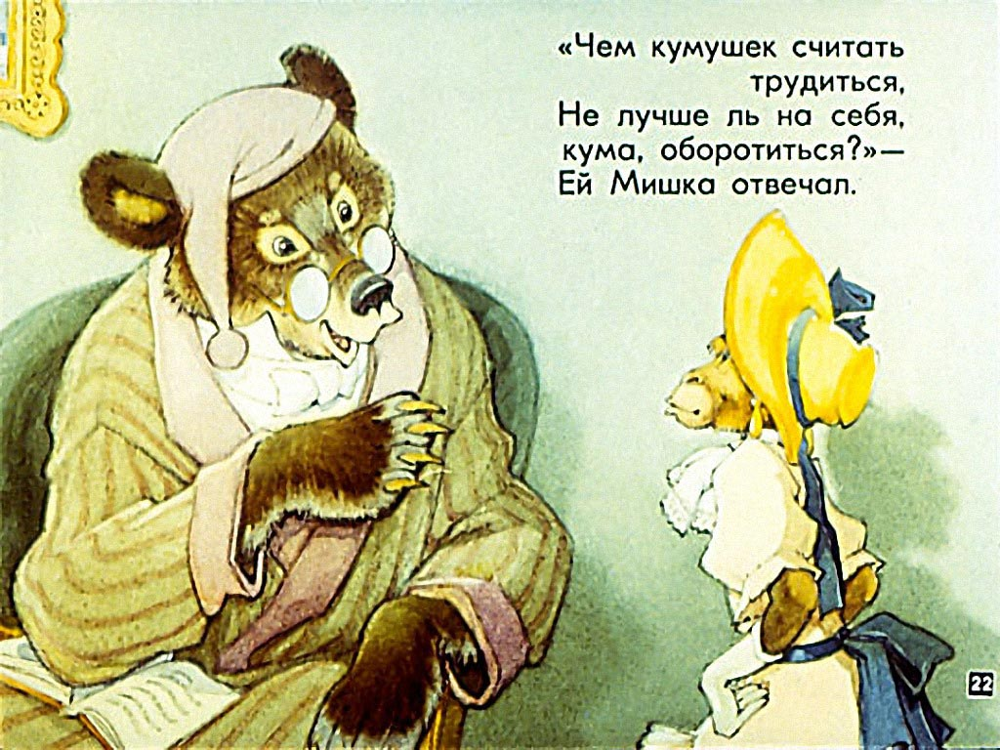 «Чем кумушек считать
трудиться,
Не лучше ль на себя,
кума, оборотиться?»—
Ей Мишка отвечал.
22